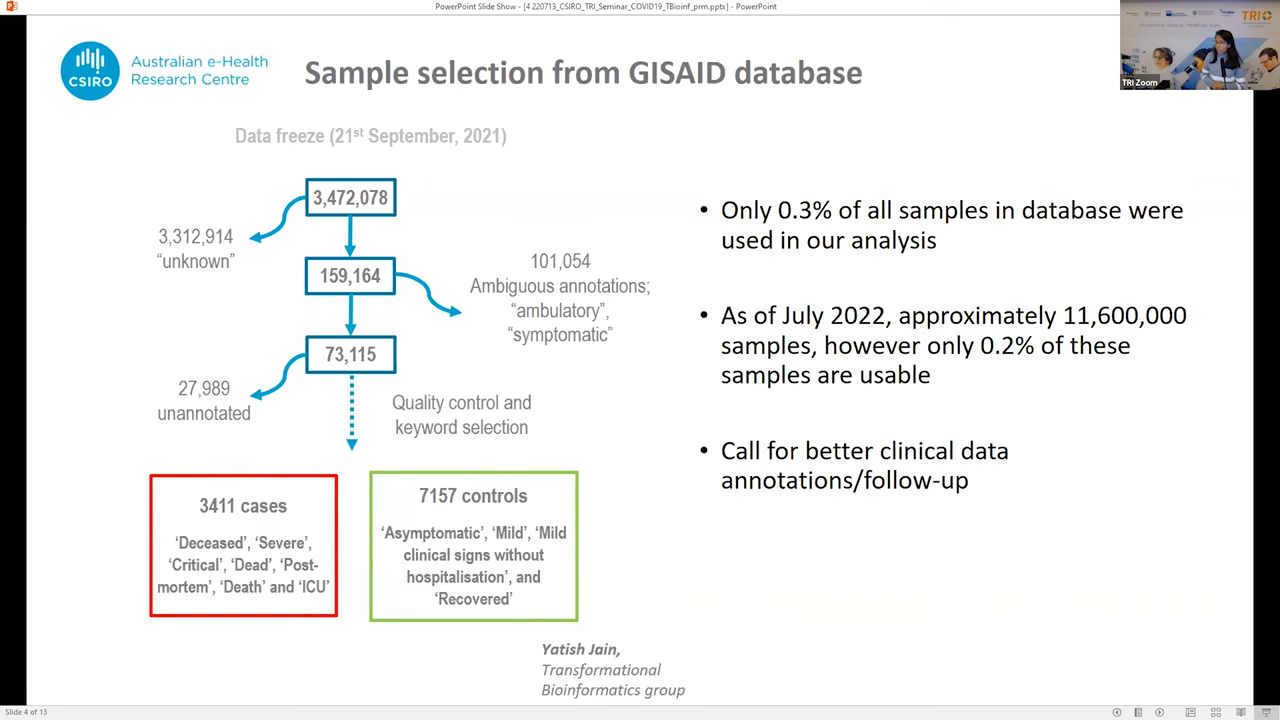 PowerPoint Slide Show - [4 220713_CSIRO_TRI_Seminar_COVID19_TBioinf_prm.pptx] - PowerPoint
CSIRO
Australian e-Health
Research Centre
Sample selection from GISAID database
TRI
TRI Zoom
Data freeze (21st September, 2021)
3,472,078
3,312,914
“unknown”
159,164
101,054
Ambiguous annotations;
“ambulatory”,
“symptomatic”
73,115
27,989
unannotated
Quality control and
keyword selection
3411 cases
‘Deceased’, ‘Severe’,
‘Critical’, ‘Dead’, ‘Post-
mortem’, ‘Death’ and ‘ICU’
7157 controls
‘Asymptomatic’, ‘Mild’, ‘Mild
clinical signs without
hospitalisation’, and
‘Recovered’
• Only 0.3% of all samples in database were
used in our analysis
• As of July 2022, approximately 11,600,000
samples, however only 0.2% of these
samples are usable
• Call for better clinical data
annotations/follow-up
Yatish Jain,
Transformational
Bioinformatics group
Slide 4 of 13